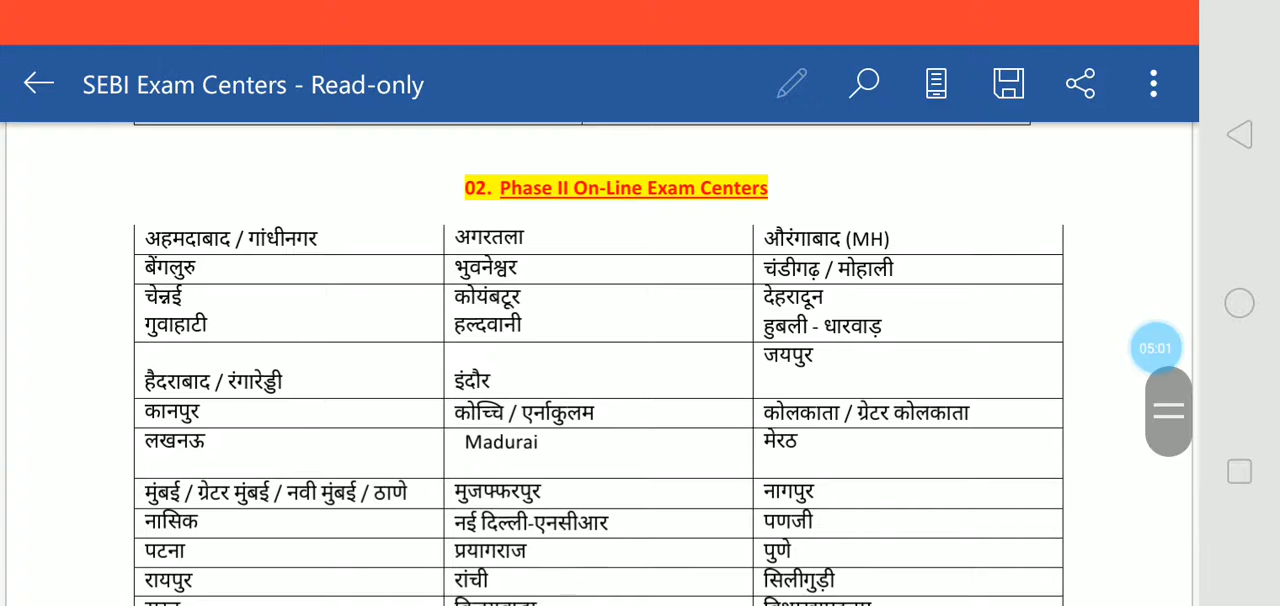 SEBI Exam Centers - Read-only
02. Phase II On-Line Exam Centers
अहमदाबाद / गांधीनगर अगरतला औरंगाबाद (MH)
बेंगलुरु भुवनेश्वर चंडीगढ़ / मोहाली
चेन्नई कोयंबटूर देहरादून
गुवाहाटी हल्दवानी हुबली - धारवाड़
जयपुर
हैदराबाद / रंगारेड्डी इंदौर
कानपुर कोच्चि / एर्नाकुलम कोलकाता / ग्रेटर कोलकाता
लखनऊ Madurai मेरठ
मुंबई / ग्रेटर मुंबई / नवी मुंबई / ठाणे मुजफ्फरपुर नागपुर
नासिक नई दिल्ली-एनसीआर पणजी
पटना प्रयागराज पुणे
रायपुर रांची सिलीगुड़ी
05:01